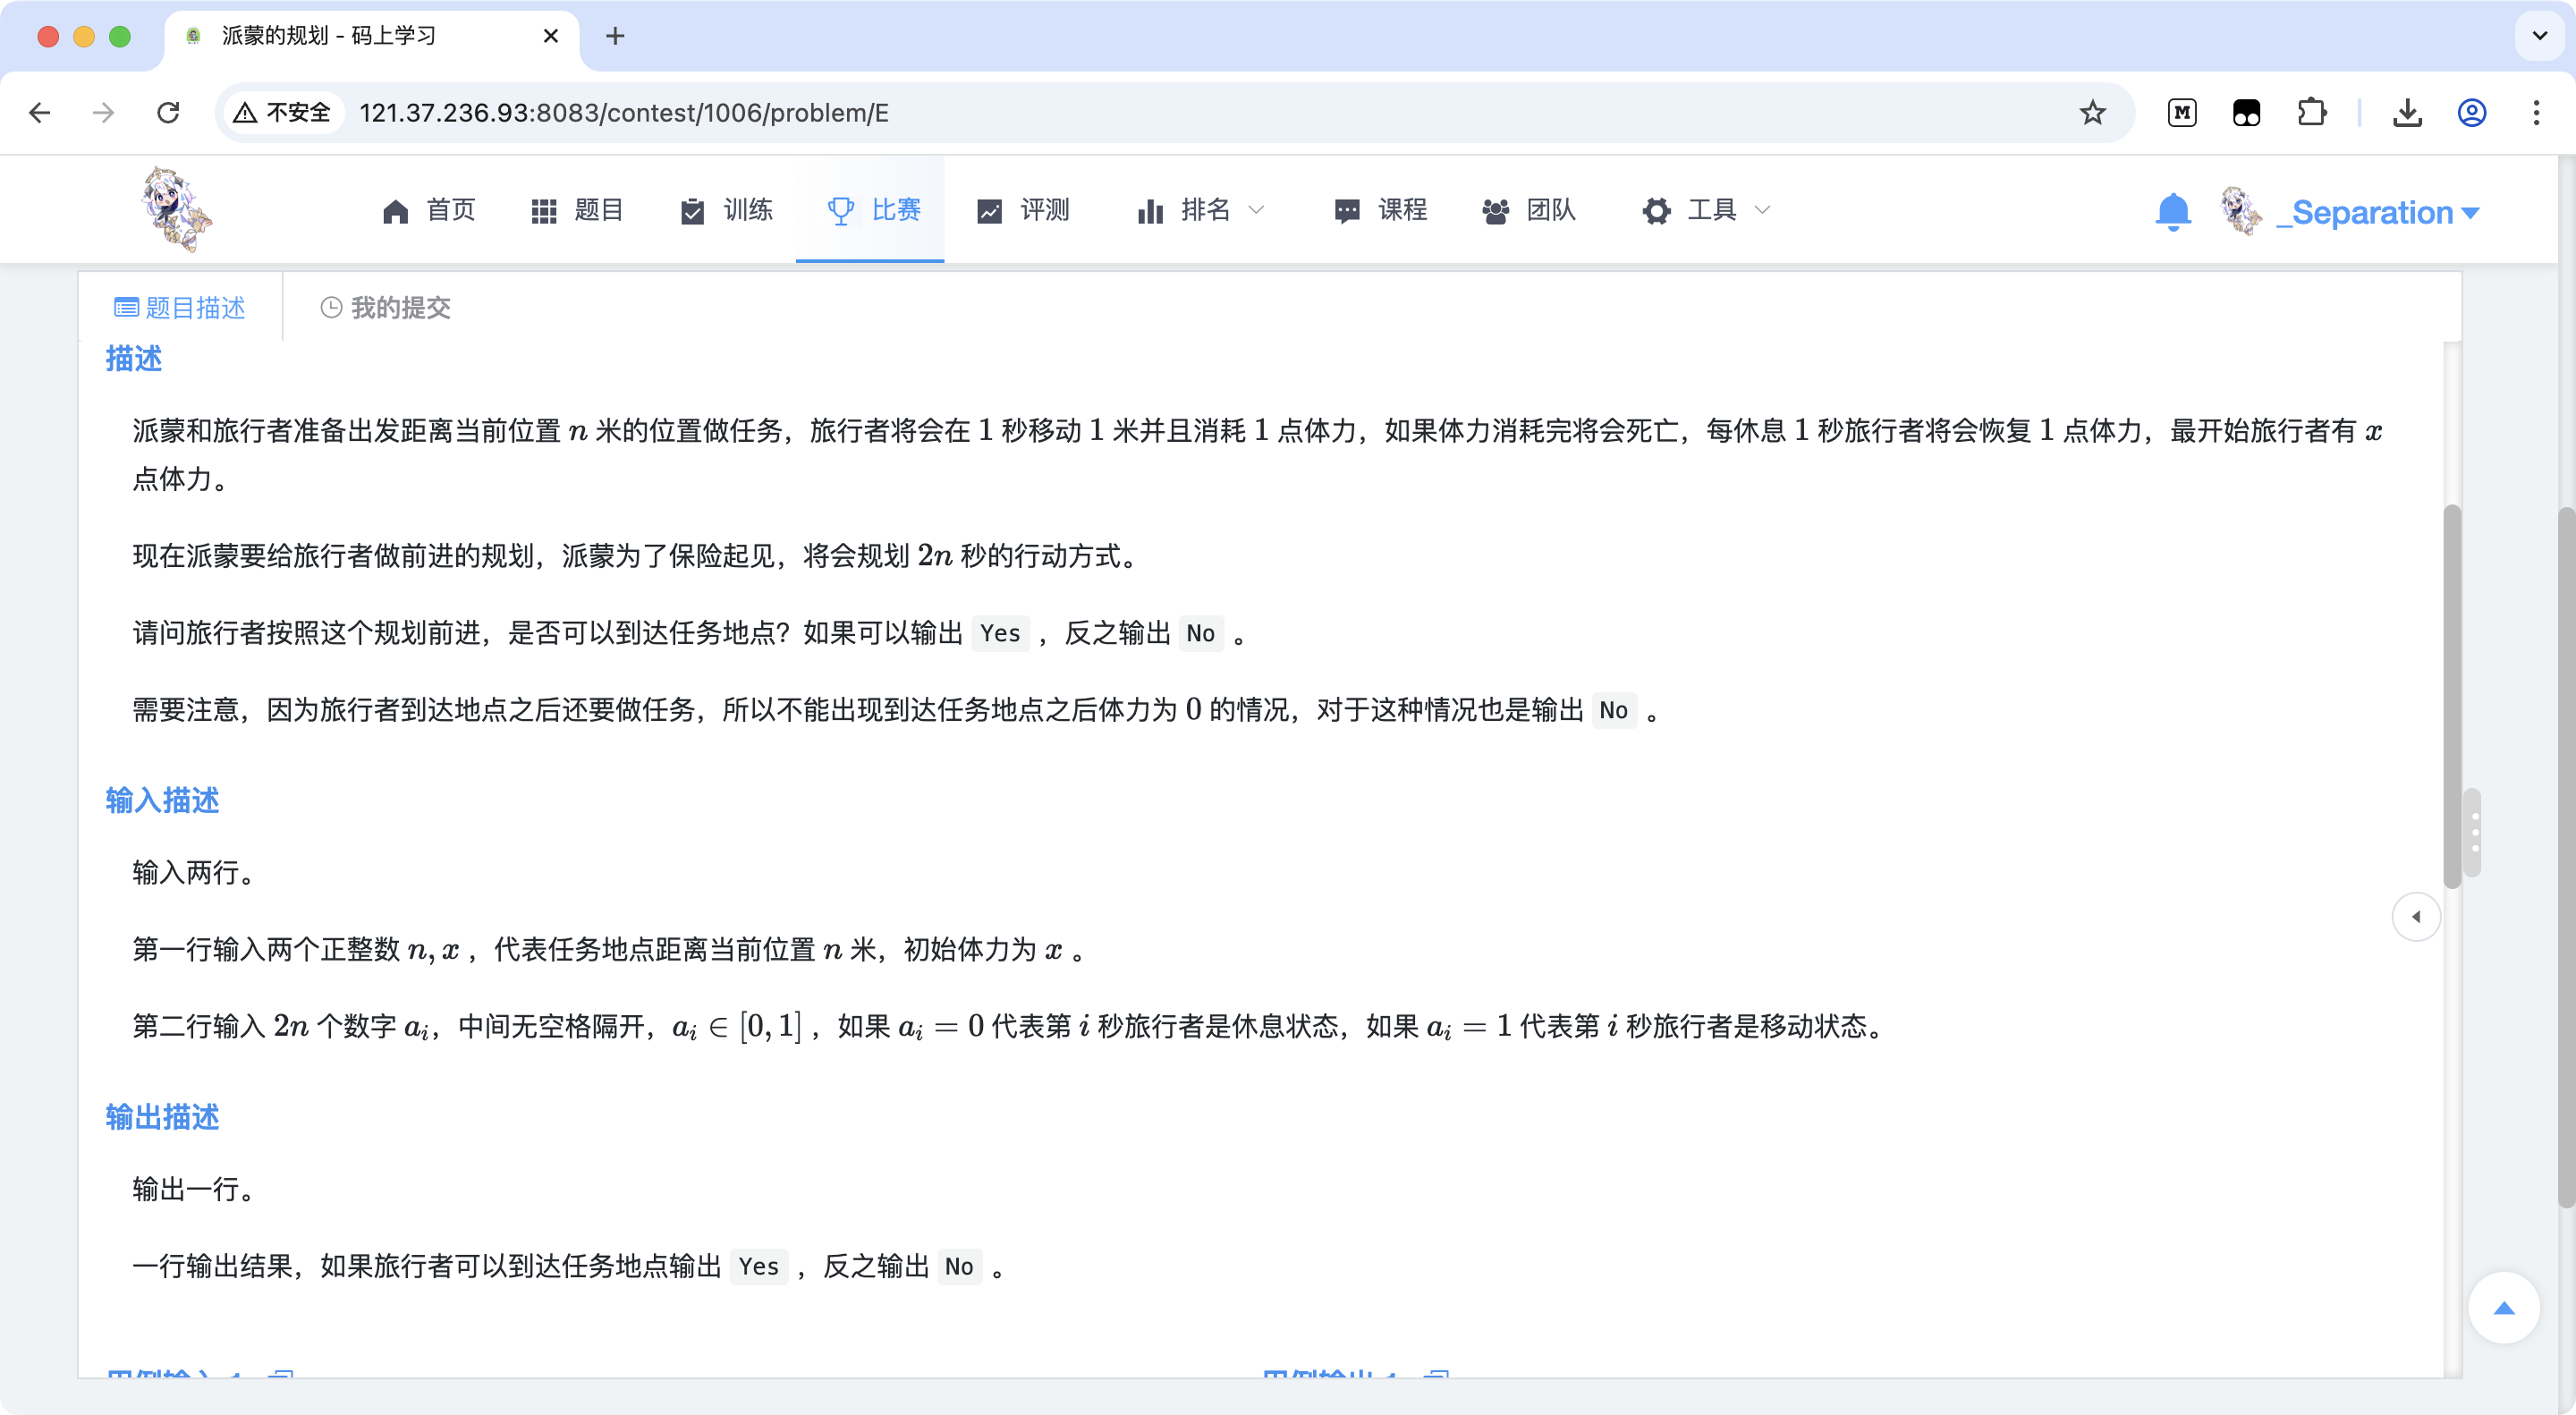 派蒙的规划 - 码上学习
不安全 121.37.236.93:8083/contest/1006/problem/E
首页 题目 训练 比赛 评测 排名 课程 团队 工具 _Separation
题目描述 我的提交
描述
派蒙和旅行者准备出发距离当前位置 n 米的位置做任务，旅行者将会在 1 秒移动 1 米并且消耗 1 点体力，如果体力消耗完将会死亡，每休息 1 秒旅行者将会恢复 1 点体力，最开始旅行者有 x
点体力。
现在派蒙要给旅行者做前进的规划，派蒙为了保险起见，将会规划 2n 秒的行动方式。
请问旅行者按照这个规划前进，是否可以到达任务地点？如果可以输出 Yes ，反之输出 No 。
需要注意，因为旅行者到达地点之后还要做任务，所以不能出现到达任务地点之后体力为 0 的情况，对于这种情况也是输出 No 。
输入描述
输入两行。
第一行输入两个正整数 n, x ，代表任务地点距离当前位置 n 米，初始体力为 x 。
第二行输入 2n 个数字 a_i，中间无空格隔开，a_i ∈ [0, 1] ，如果 a_i = 0 代表第 i 秒旅行者是休息状态，如果 a_i = 1 代表第 i 秒旅行者是移动状态。
输出描述
输出一行。
一行输出结果，如果旅行者可以到达任务地点输出 Yes ，反之输出 No 。